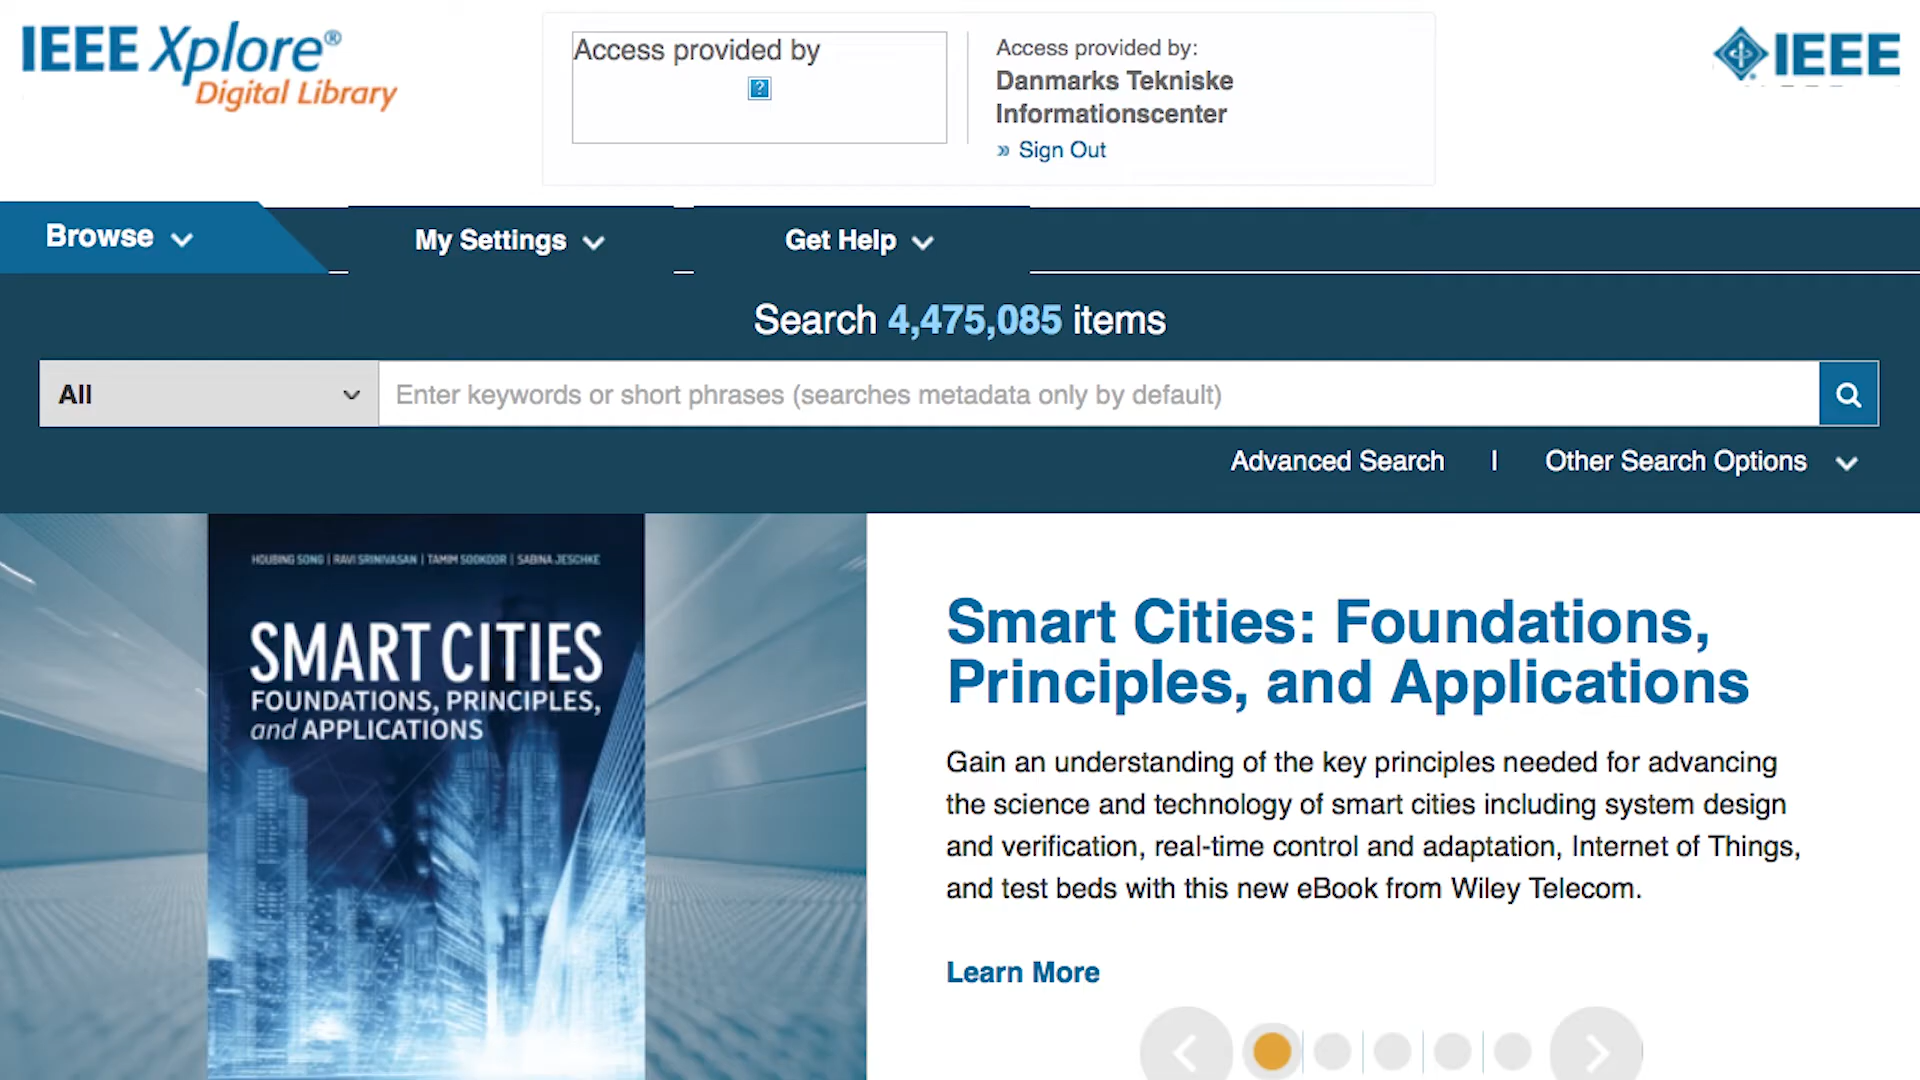 IEEE Xplore®
Digital Library
Access provided by
Access provided by:
Danmarks Tekniske
Informationscenter
» Sign Out
IEEE
Browse
My Settings
Get Help
Search 4,475,085 items
All
Enter keywords or short phrases (searches metadata only by default)
Advanced Search | Other Search Options
HOUBING SONG | RAVI SRINIVASAN | TAMIM SOOKOOR | SABINA JESCHKE
SMART CITIES
FOUNDATIONS, PRINCIPLES,
and APPLICATIONS
Smart Cities: Foundations,
Principles, and Applications
Gain an understanding of the key principles needed for advancing
the science and technology of smart cities including system design
and verification, real-time control and adaptation, Internet of Things,
and test beds with this new eBook from Wiley Telecom.
Learn More